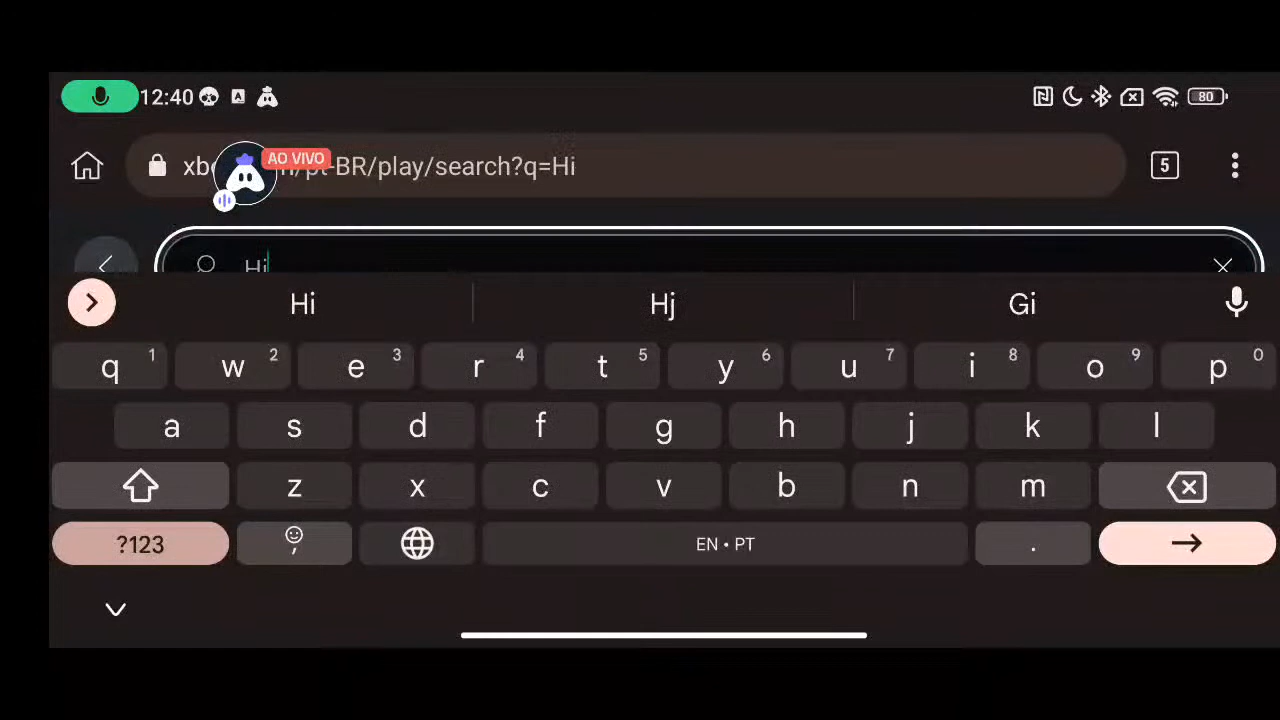 12:40 A 80
AO VIVO
/pt-BR/play/search?q=Hi 5
Hi
Hi Hj Gi
q 1 w 2 e 3 r 4 t 5 y 6 u 7 i 8 o 9 p 0
a s d f g h j k l
z x c v b n m
?123 , EN • PT .